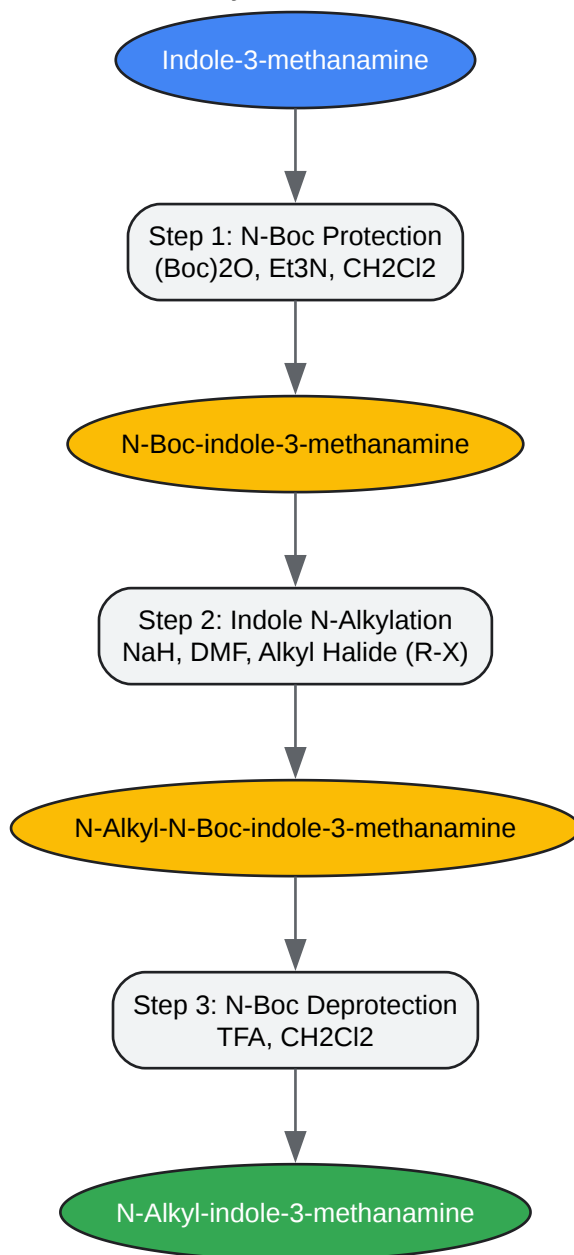 Indole-3-methanamine
Step 1: N-Boc Protection
(Boc)2O, Et3N, CH2Cl2
N-Boc-indole-3-methanamine
Step 2: Indole N-Alkylation
NaH, DMF, Alkyl Halide (R-X)
N-Alkyl-N-Boc-indole-3-methanamine
Step 3: N-Boc Deprotection
TFA, CH2Cl2
N-Alkyl-indole-3-methanamine